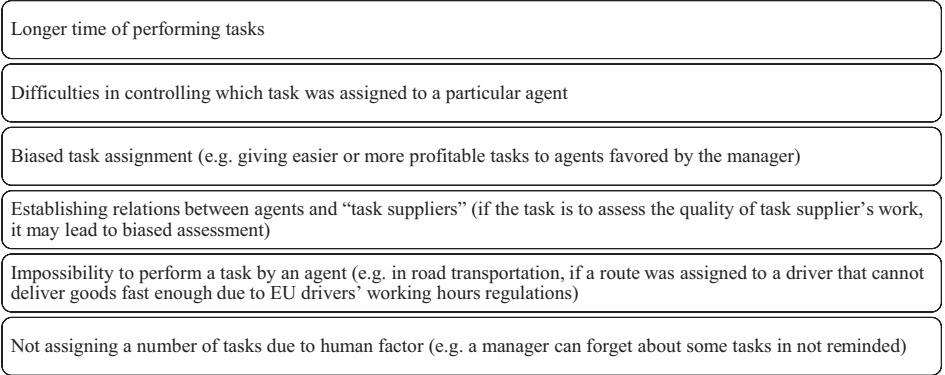 Longer time of performing tasks
Difficulties in controlling which task was assigned to a particular agent
Biased task assignment (e.g. giving easier or more profitable tasks to agents favored by the manager)
Establishing relations between agents and “task suppliers” (if the task is to assess the quality of task supplier’s work,
it may lead to biased assessment)
Impossibility to perform a task by an agent (e.g. in road transportation, if a route was assigned to a driver that cannot
deliver goods fast enough due to EU drivers’ working hours regulations)
Not assigning a number of tasks due to human factor (e.g. a manager can forget about some tasks in not reminded)